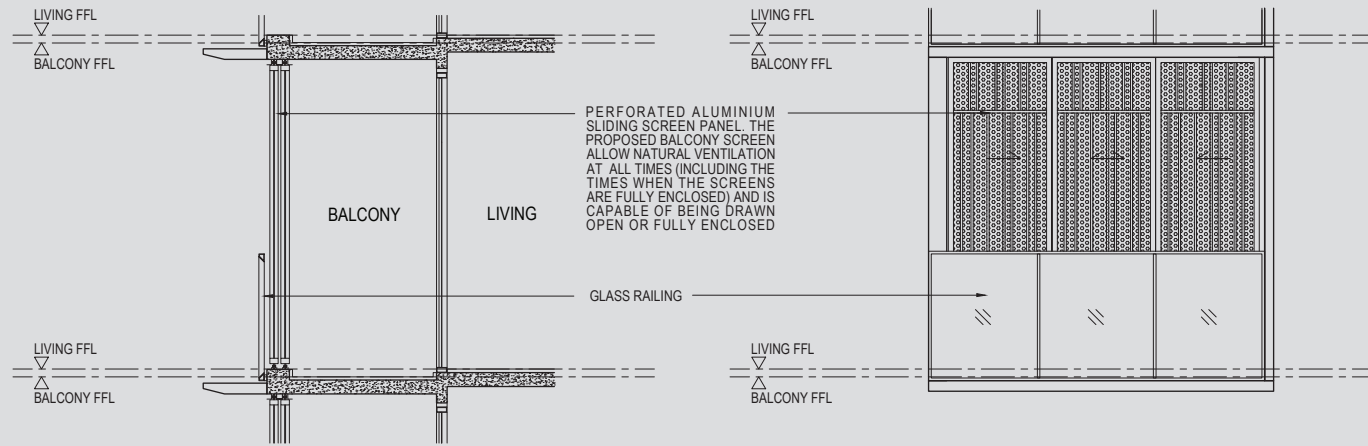 LIVING FFL
BALCONY FFL
LIVING FFL
BALCONY FFL
PERFORATED ALUMINIUM
SLIDING SCREEN PANEL. THE
PROPOSED BALCONY SCREEN
ALLOW NATURAL VENTILATION
AT ALL TIMES (INCLUDING THE
TIMES WHEN THE SCREENS
ARE FULLY ENCLOSED) AND IS
CAPABLE OF BEING DRAWN
OPEN OR FULLY ENCLOSED
BALCONY
LIVING
GLASS RAILING
LIVING FFL
BALCONY FFL
LIVING FFL
BALCONY FFL